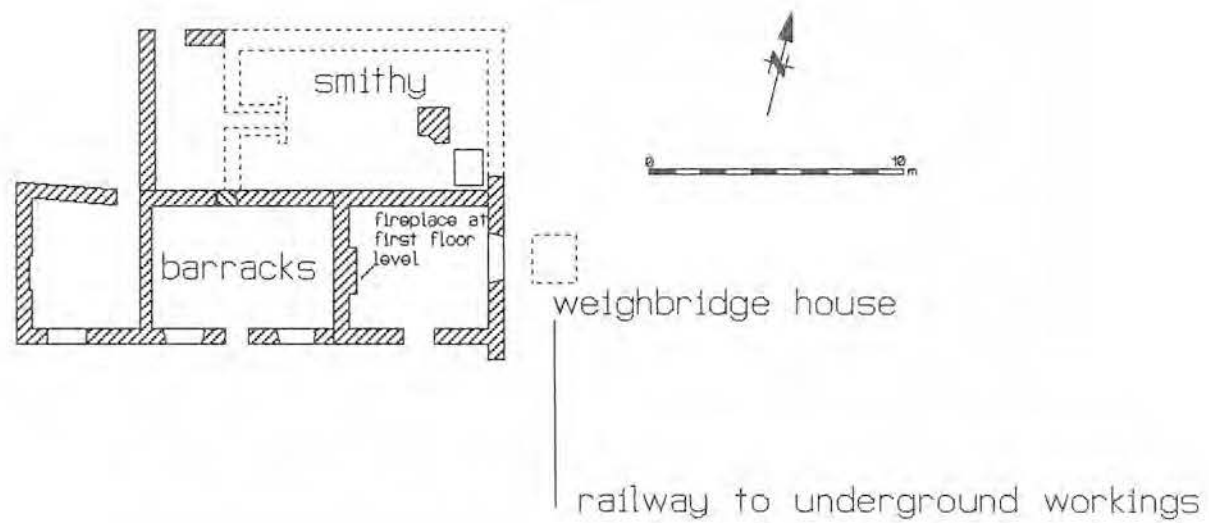 smithy
N
0 10
m
fireplace at
first floor
level
barracks
weighbridge house
railway to underground workings